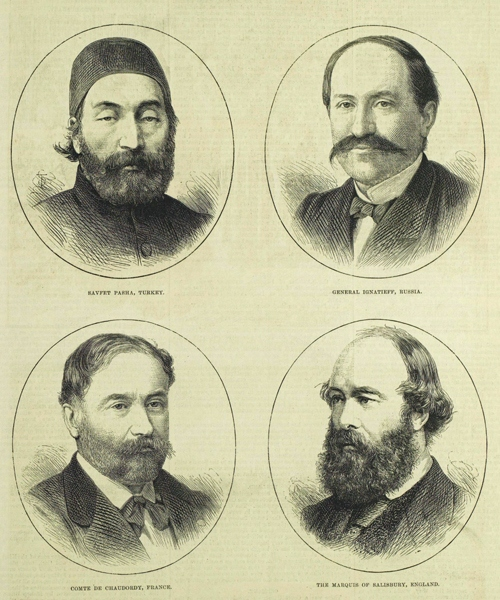 SAVFET PASHA, TURKEY.
GENERAL IGNATIEFF, RUSSIA.
COMTE DE CHAUDORDY, FRANCE.
THE MARQUIS OF SALISBURY, ENGLAND.